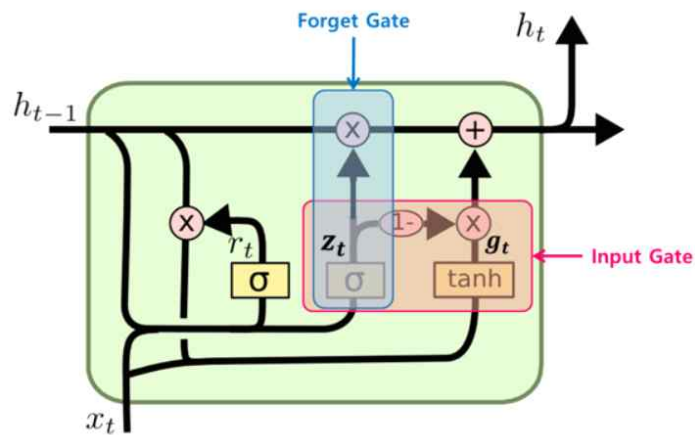 Forget Gate
h_t
h_{t-1}
x
+
x
r_t
z_t
1-
x
g_t
Input Gate
σ
σ
tanh
x_t